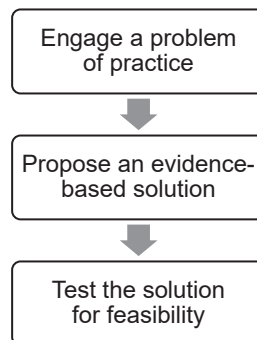 Engage a problem
of practice
Propose an evidence-
based solution
Test the solution
for feasibility